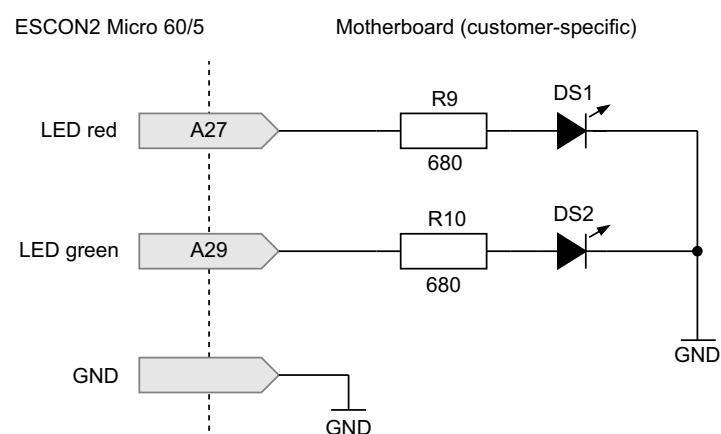 ESCON2 Micro 60/5
Motherboard (customer-specific)
R9
DS1
LED red
A27
680
R10
DS2
LED green
A29
680
GND
GND
GND